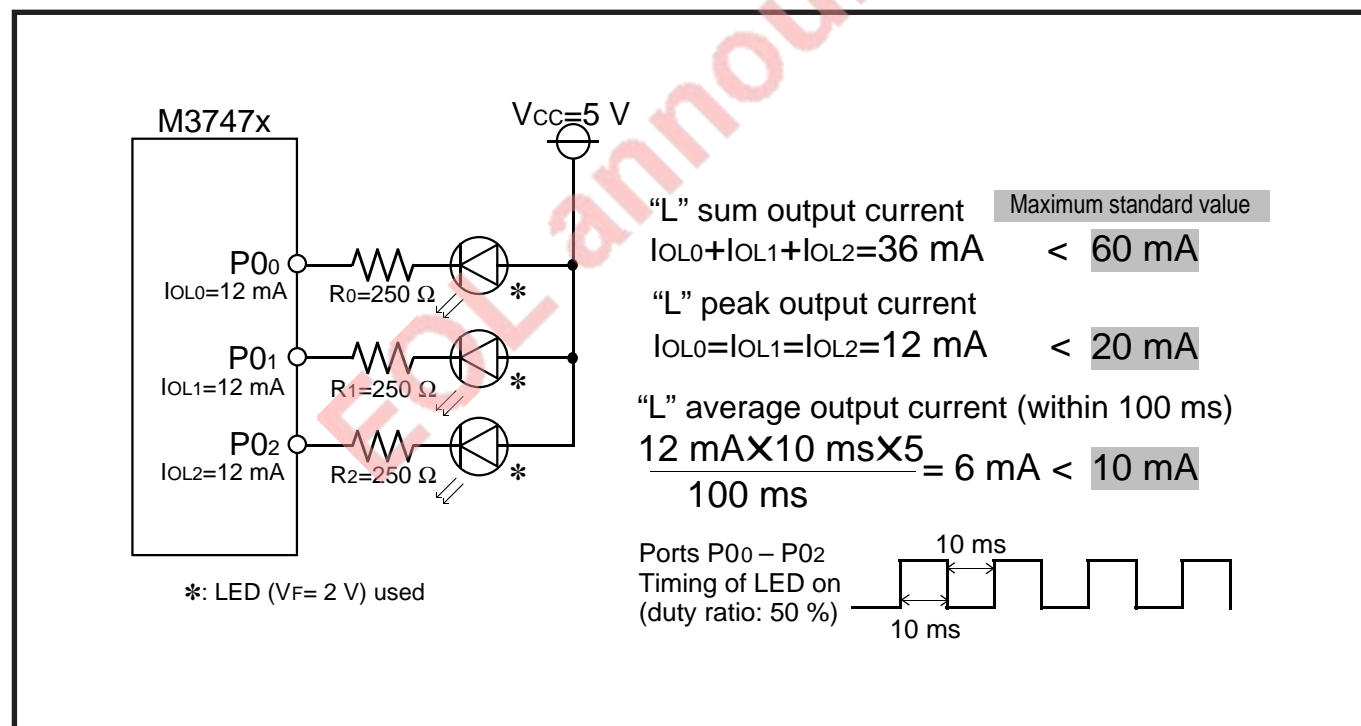 EOL annou
M3747x
VCC=5 V
P00
IOL0=12 mA
R0=250 Ω
*
P01
IOL1=12 mA
R1=250 Ω
*
P02
IOL2=12 mA
R2=250 Ω
*
*: LED (VF= 2 V) used
“L” sum output current
Maximum standard value
IOL0+IOL1+IOL2=36 mA < 60 mA
“L” peak output current
IOL0=IOL1=IOL2=12 mA < 20 mA
“L” average output current (within 100 ms)
12 mA×10 ms×5
100 ms
= 6 mA < 10 mA
Ports P00 – P02
Timing of LED on
(duty ratio: 50 %)
10 ms
10 ms